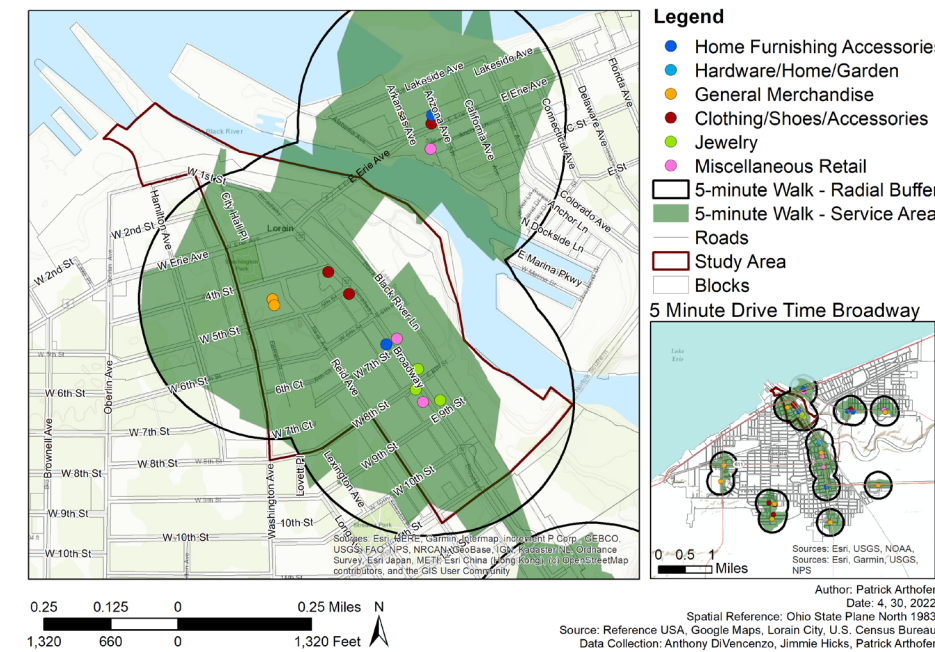 Legend
Home Furnishing Accessorie
Hardware/Home/Garden
General Merchandise
Clothing/Shoes/Accessories
Jewelry
Miscellaneous Retail
5-minute Walk - Radial Buffer
5-minute Walk - Service Area
Roads
Study Area
Blocks
5 Minute Drive Time Broadway
Lakeside Ave
Lakeside Ave
E Erie Ave
Florida Ave
Arkansas Ave
Arizona Ave
California Ave
Connecticut Ave
Delaware Ave
C St
E St
Black River
E Erie Ave
W 1st St
City Hall Pl
Hamilton Ave
Colorado Ave
Anchor Ln
N Dockside Ln
E Marina Pkwy
W 2nd St
W 2nd St
Lorain
W Erie Ave
4th St
Black River Ln
W 5th St
W 6th St
W 6th St
6th Ct
Reid Ave
W 7th St
Broadway
Oberlin Ave
W 7th St
W 7th Ct
W 8th St
E 9th St
Brownell Ave
W 8th St
W 8th St
Washington Ave
Lovett Pl
Lexington Ave
W 9th St
W 10th St
W 9th St
10th St
W 10th St
W 10th St
Sources: Esri, HERE, Garmin, Intermap, increment P Corp., GEBCO,
USGS, FAO, NPS, NRCAN, GeoBase, IGN, Kadaster NL, Ordnance
Survey, Esri Japan, METI, Esri China (Hong Kong), (c) OpenStreetMap
contributors, and the GIS User Community
Lake
Erie
0 0.5 1
Miles
Sources: Esri, USGS, NOAA,
Sources: Esri, Garmin, USGS,
NPS
0.25 0.125 0 0.25 Miles
1,320 660 0 1,320 Feet
N
Author: Patrick Arthofer
Date: 4, 30, 2022
Spatial Reference: Ohio State Plane North 1983
Source: Reference USA, Google Maps, Lorain City, U.S. Census Bureau
Data Collection: Anthony DiVencenzo, Jimmie Hicks, Patrick Arthofer